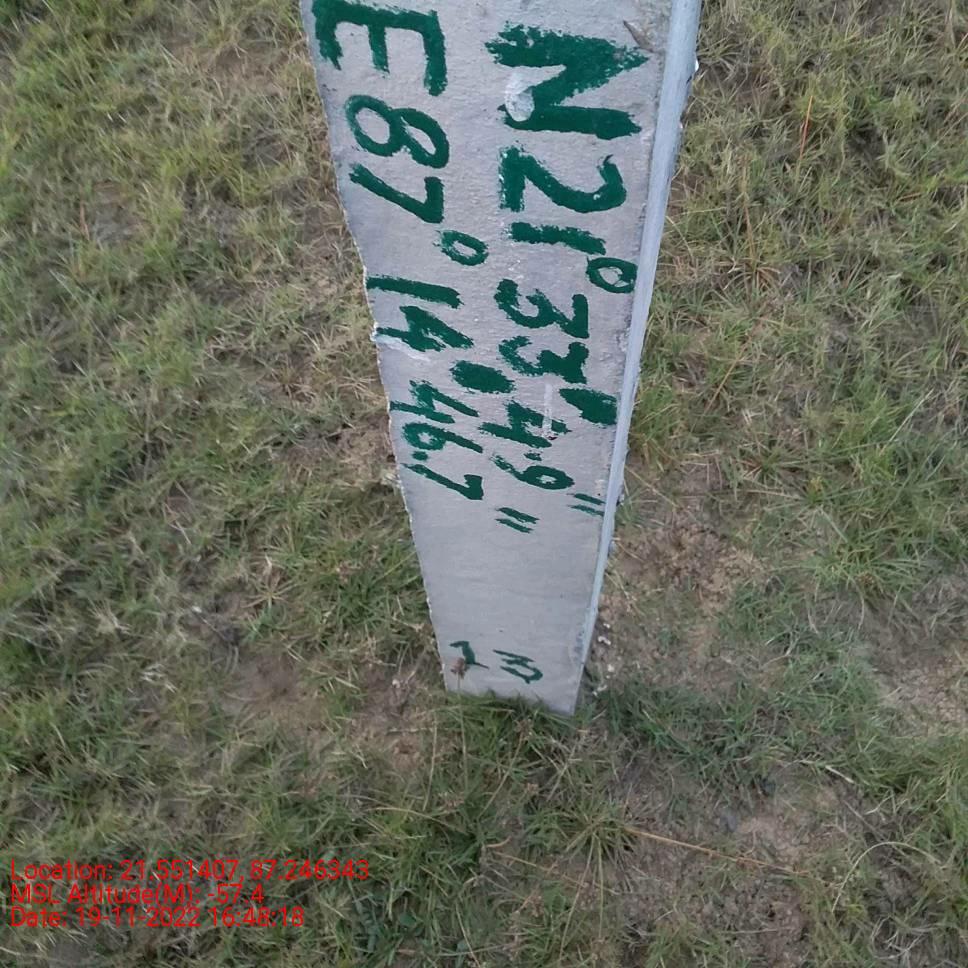 N21°33'4.9"
E87°14'46.7"
Location: 21.551407, 87.246343
MSL Altitude(M): -57.4
Date: 19-11-2022 16:48:18